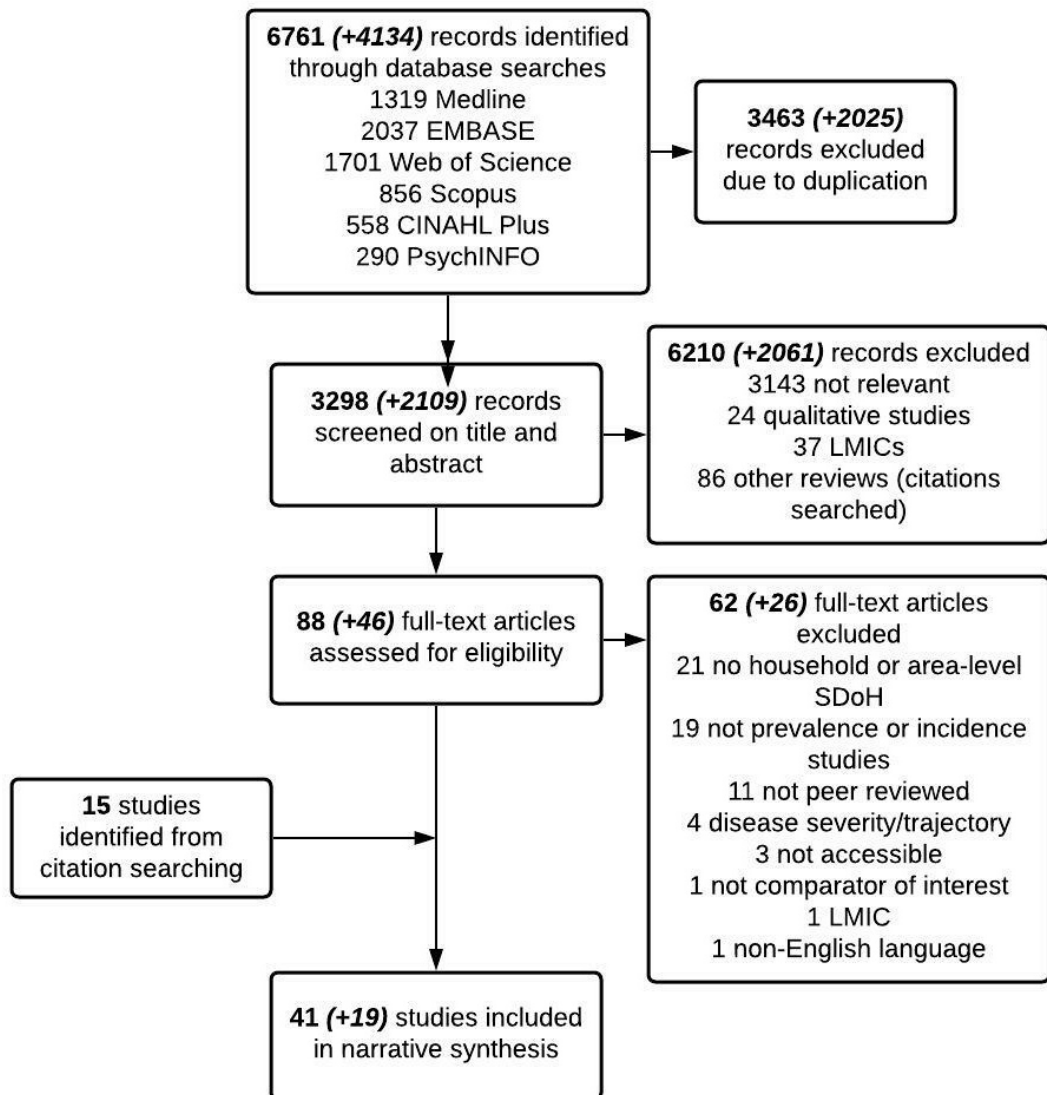 6761 (+4134) records identified
through database searches
1319 Medline
2037 EMBASE
1701 Web of Science
856 Scopus
558 CINAHL Plus
290 PsychINFO
3463 (+2025)
records excluded
due to duplication
3298 (+2109) records
screened on title and
abstract
6210 (+2061) records excluded
3143 not relevant
24 qualitative studies
37 LMICs
86 other reviews (citations
searched)
88 (+46) full-text articles
assessed for eligibility
62 (+26) full-text articles
excluded
21 no household or area-level
SDoH
19 not prevalence or incidence
studies
11 not peer reviewed
4 disease severity/trajectory
3 not accessible
1 not comparator of interest
1 LMIC
1 non-English language
15 studies
identified from
citation searching
41 (+19) studies included
in narrative synthesis